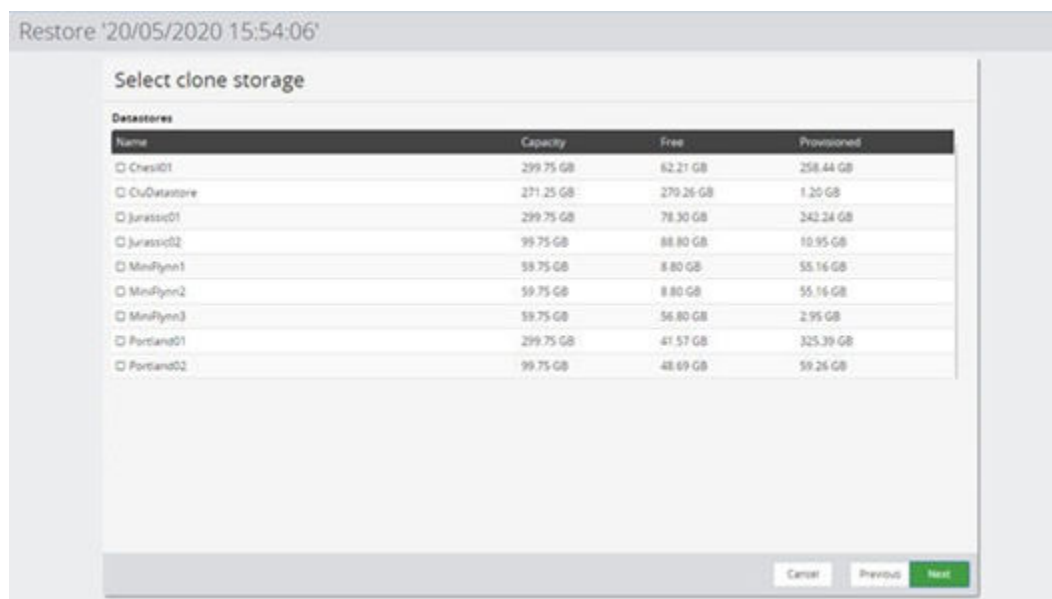 Restore '20/05/2020 15:54:06'
Select clone storage
Datastores
Name Capacity Free Provisioned
Chesil01 299.75 GB 62.21 GB 258.44 GB
CluDatastore 271.25 GB 270.26 GB 1.20 GB
Jurassic01 299.75 GB 78.30 GB 242.24 GB
Jurassic02 99.75 GB 88.80 GB 10.95 GB
MiniFlynn1 59.75 GB 8.80 GB 55.16 GB
MiniFlynn2 59.75 GB 8.80 GB 55.16 GB
MiniFlynn3 59.75 GB 56.80 GB 2.95 GB
Portland01 299.75 GB 41.57 GB 325.39 GB
Portland02 99.75 GB 48.69 GB 59.26 GB
Cancel Previous Next